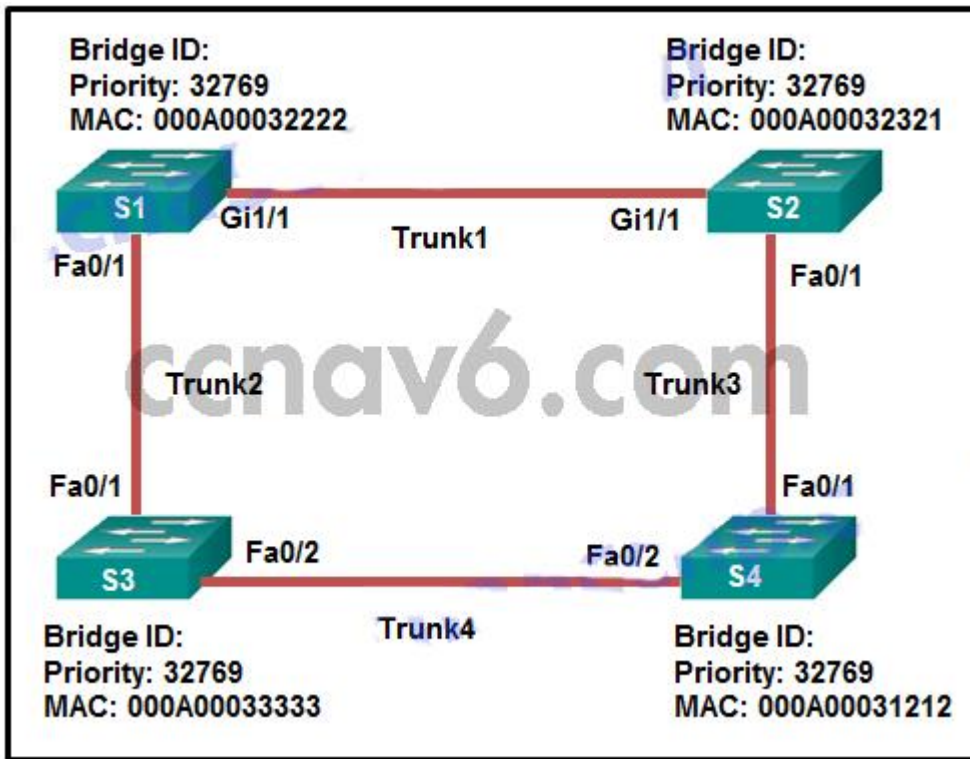 Bridge ID:
Priority: 32769
MAC: 000A00032222
Bridge ID:
Priority: 32769
MAC: 000A00032321
S1
Gi1/1
Trunk1
Gi1/1
S2
Fa0/1
Fa0/1
ccnav6.com
Trunk2
Trunk3
Fa0/1
Fa0/1
S3
Fa0/2
Trunk4
Fa0/2
S4
Bridge ID:
Priority: 32769
MAC: 000A00033333
Bridge ID:
Priority: 32769
MAC: 000A00031212